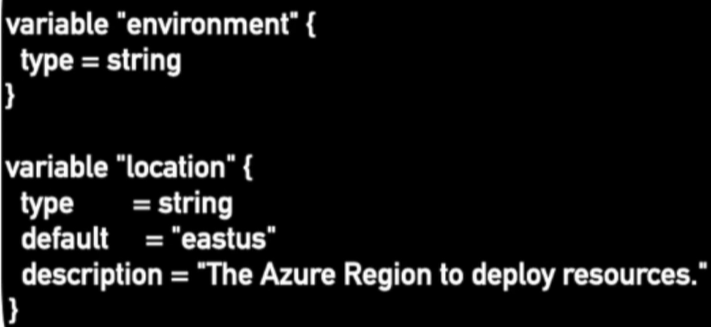 variable "environment" {
type = string
}
variable "location" {
type = string
default = "eastus"
description = "The Azure Region to deploy resources."
}